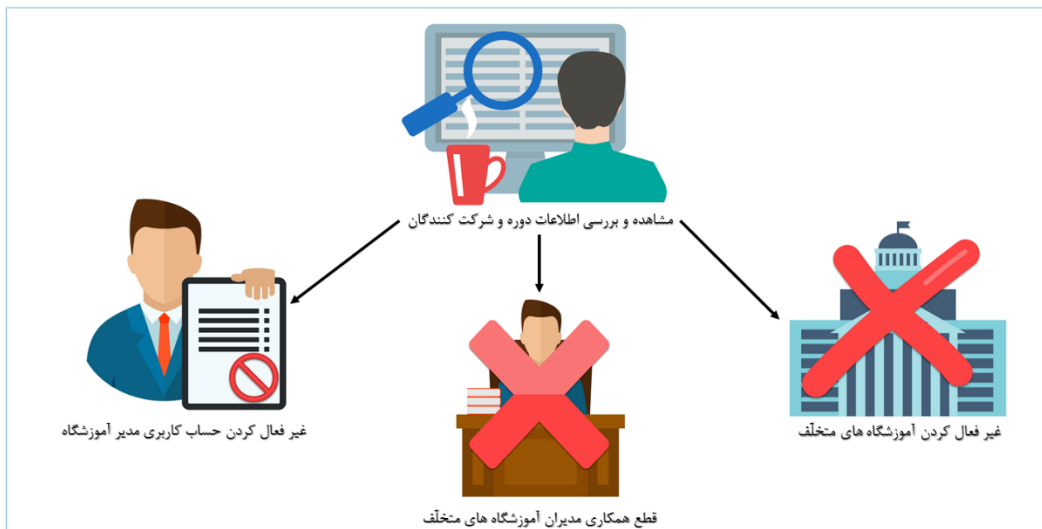 مشاهده و بررسی اطلاعات دوره و شرکت کنندگان
غیر فعال کردن آموزشگاه های متخلّف
غیر فعال کردن حساب کاربری مدیر آموزشگاه
قطع همکاری مدیران آموزشگاه های متخلّف